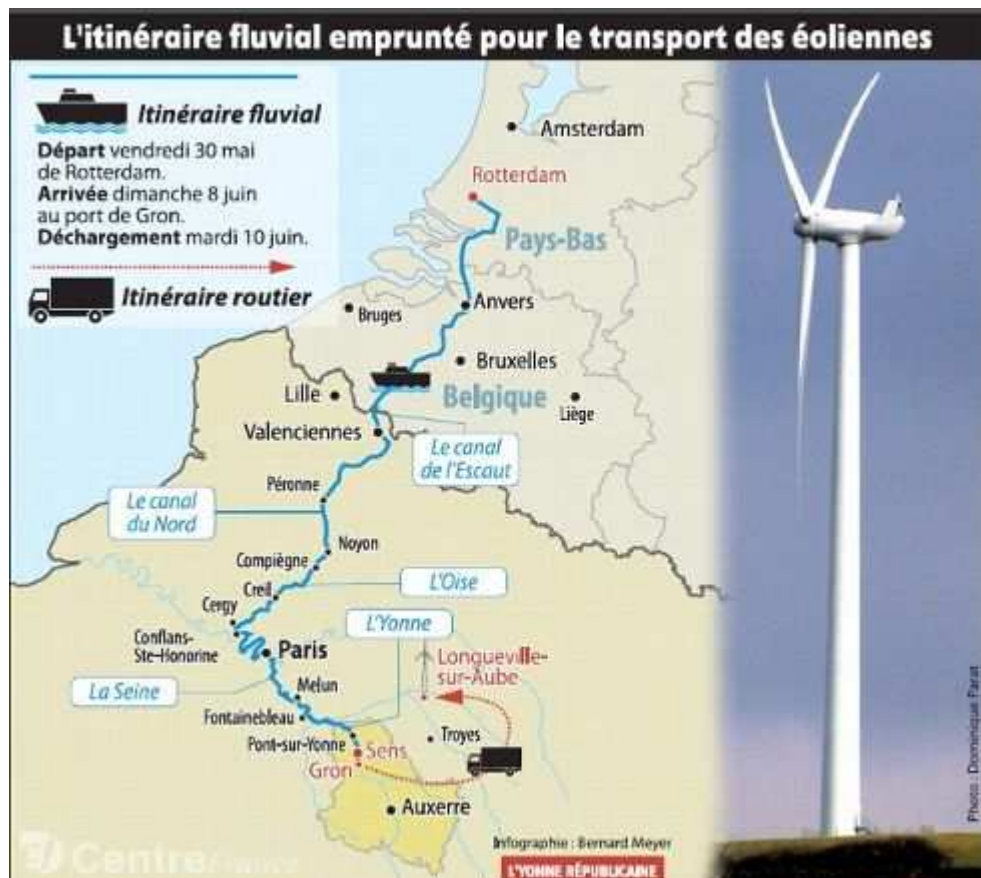 L'itinéraire fluvial emprunté pour le transport des éoliennes
Itinéraire fluvial
Départ vendredi 30 mai
de Rotterdam.
Arrivée dimanche 8 juin
au port de Gron.
Déchargement mardi 10 juin.
Itinéraire routier
Amsterdam
Rotterdam
Pays-Bas
Anvers
Bruges
Bruxelles
Belgique
Lille
Liège
Valenciennes
Le canal
de l'Escaut
Péronne
Le canal
du Nord
Noyon
Compiègne
L'Oise
Creil
Cergy
L'Yonne
Conflans-
Ste-Honorine
Paris
Longueville-
sur-Aube
La Seine
Melun
Fontainebleau
Troyes
Pont-sur-Yonne
Sens
Gron
Auxerre
Infographie : Bernard Meyer
L'YONNE RÉPUBLICAINE
Centre France
Photo : Dominique Parat